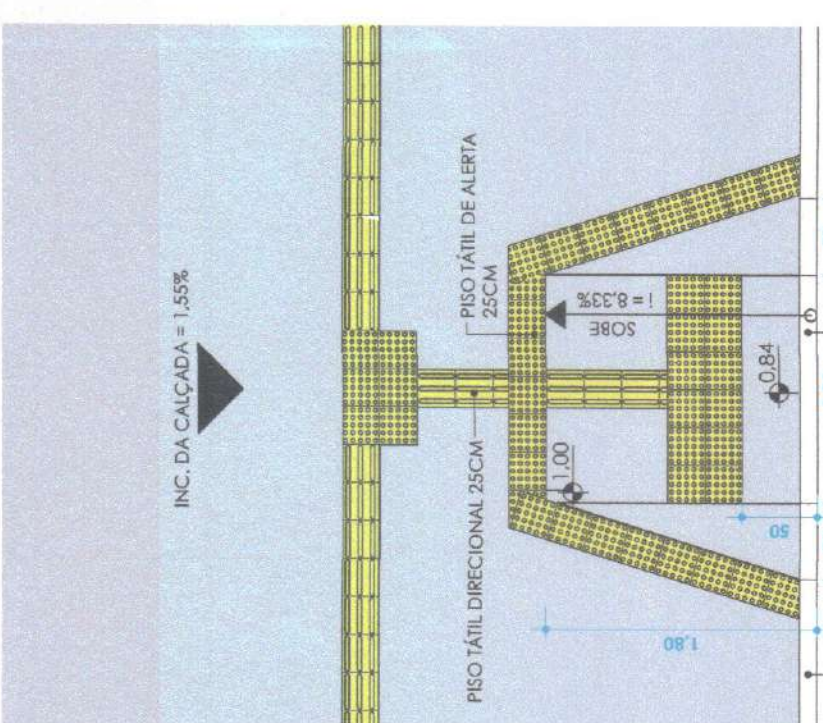 INC. DA CALÇADA = 1,55%
PISO TÁTIL DE ALERTA
25CM
SOBE
i = 8,33%
PISO TÁTIL DIRECIONAL 25CM
1,00
0,84
50
1,80